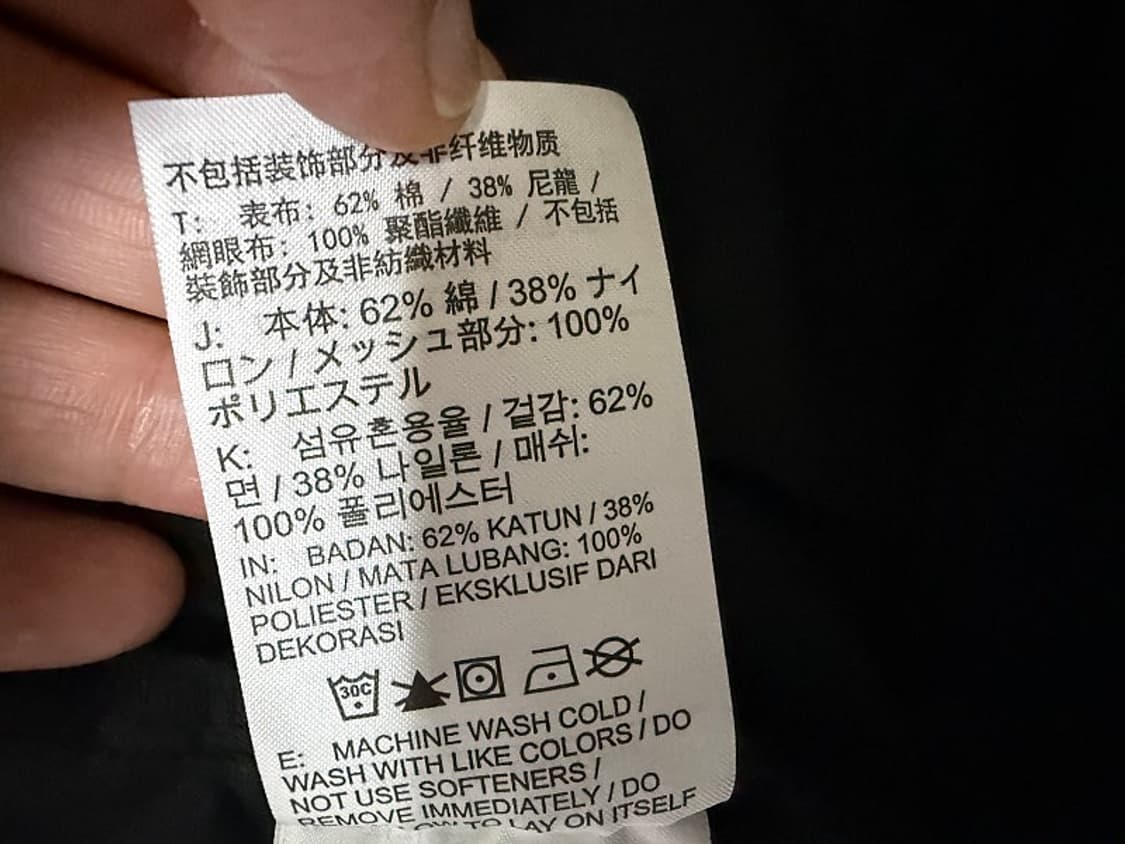 不包括装饰部分及非纤维物质
T: 表布: 62% 棉 / 38% 尼龍 /
網眼布: 100% 聚酯纖維 / 不包括
裝飾部分及非紡織材料
J: 本体: 62% 綿 / 38% ナイ
ロン / メッシュ部分: 100%
ポリエステル
K: 섬유혼용율 / 겉감: 62%
면 / 38% 나일론 / 매쉬:
100% 폴리에스터
IN: BADAN: 62% KATUN / 38%
NILON / MATA LUBANG: 100%
POLIESTER / EKSKLUSIF DARI
DEKORASI
30C
E: MACHINE WASH COLD /
WASH WITH LIKE COLORS / DO
NOT USE SOFTENERS /
REMOVE IMMEDIATELY / DO
TO LAY ON ITSELF